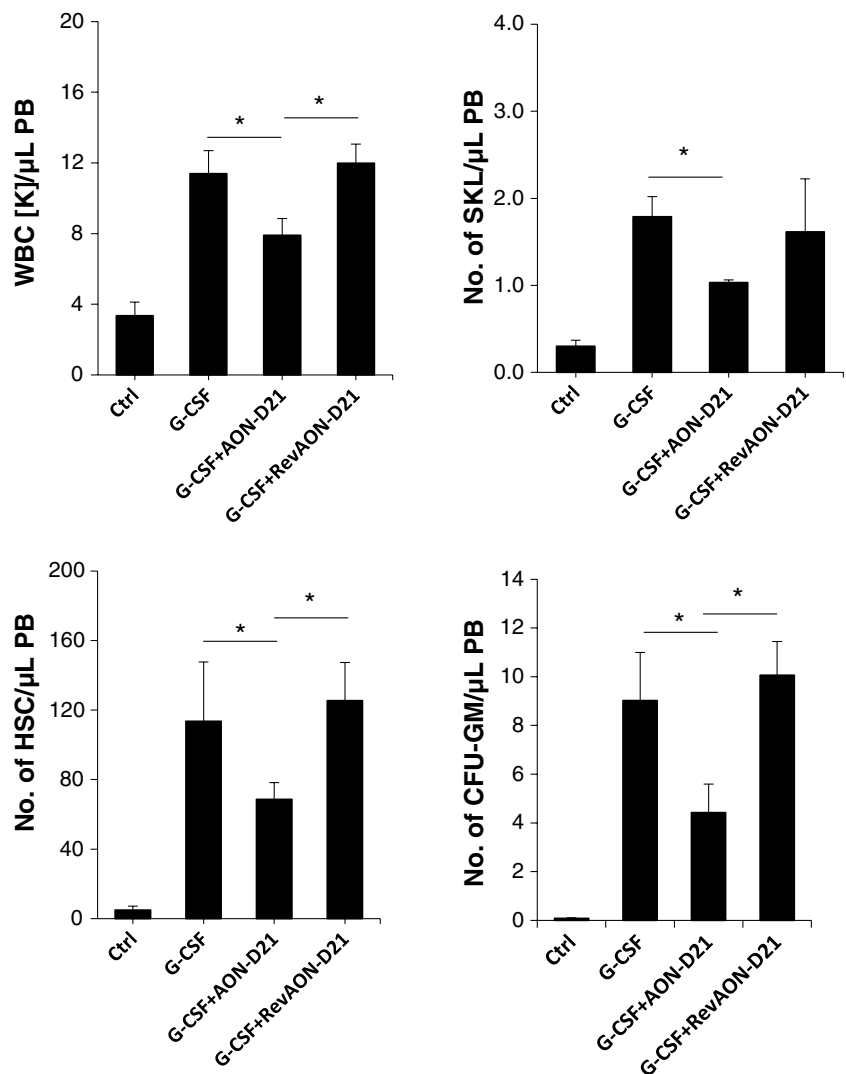 WBC [K]/µL PB
20
16
12
8
4
0
*
*
Ctrl
G-CSF
G-CSF+AON-D21
G-CSF+RevAON-D21
No. of SKL/µL PB
4.0
3.0
2.0
1.0
0.0
*
Ctrl
G-CSF
G-CSF+AON-D21
G-CSF+RevAON-D21
No. of HSC/µL PB
200
160
120
80
40
0
*
*
Ctrl
G-CSF
G-CSF+AON-D21
G-CSF+RevAON-D21
No. of CFU-GM/µL PB
14
12
10
8
6
4
2
0
*
*
Ctrl
G-CSF
G-CSF+AON-D21
G-CSF+RevAON-D21